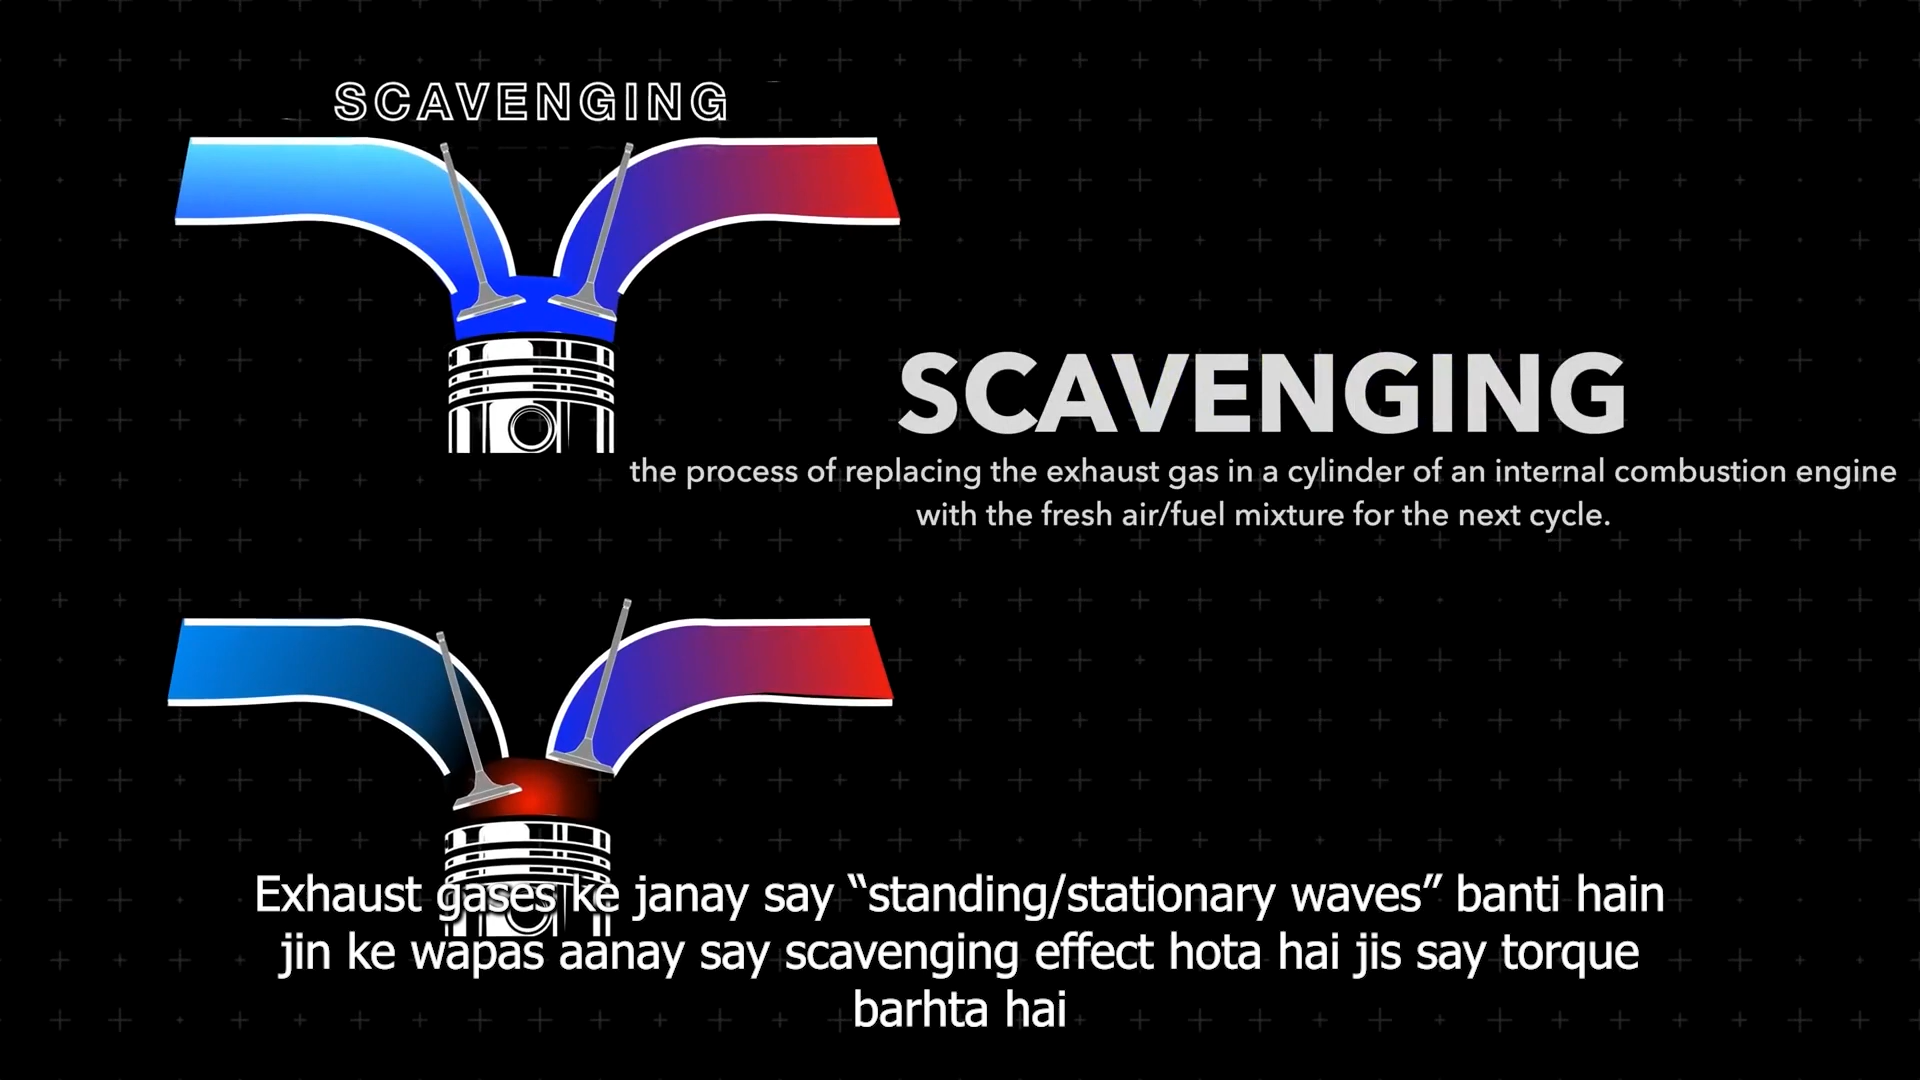 SCAVENGING
SCAVENGING
the process of replacing the exhaust gas in a cylinder of an internal combustion engine
with the fresh air/fuel mixture for the next cycle.
Exhaust gases ke janay say “standing/stationary waves” banti hain
jin ke wapas aanay say scavenging effect hota hai jis say torque
barhta hai